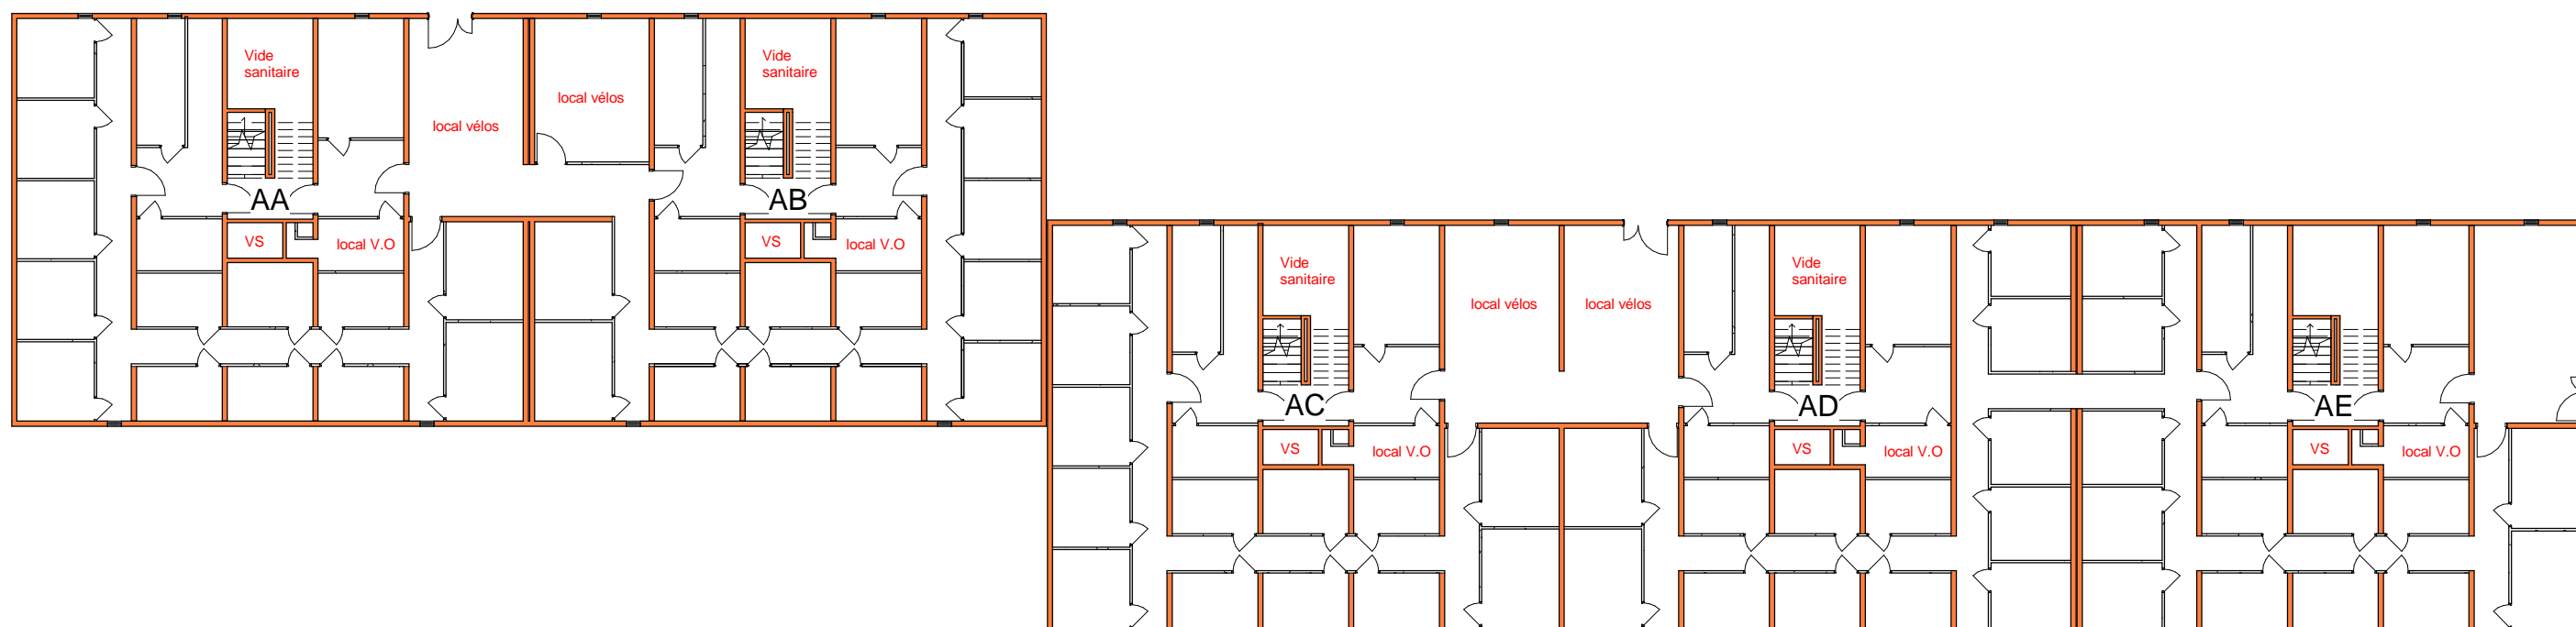 Vide
sanitaire
local vélos
local vélos
Vide
sanitaire
AA
AB
VS
local V.O
VS
local V.O
Vide
sanitaire
local vélos
local vélos
Vide
sanitaire
AC
AD
AE
VS
local V.O
VS
local V.O
VS
local V.O